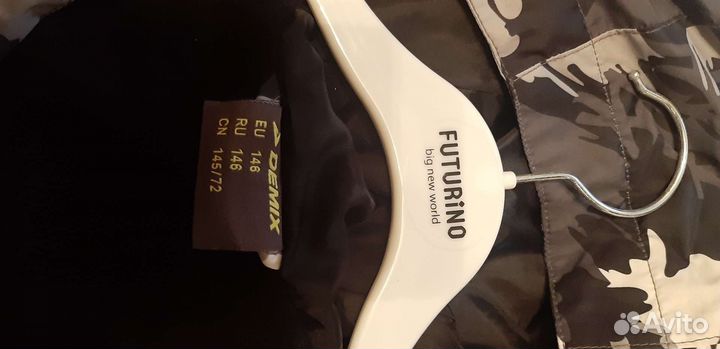 DEMIX
EU 146
RU 146
CN 145/72
FUTURiNO
big new world
Avito